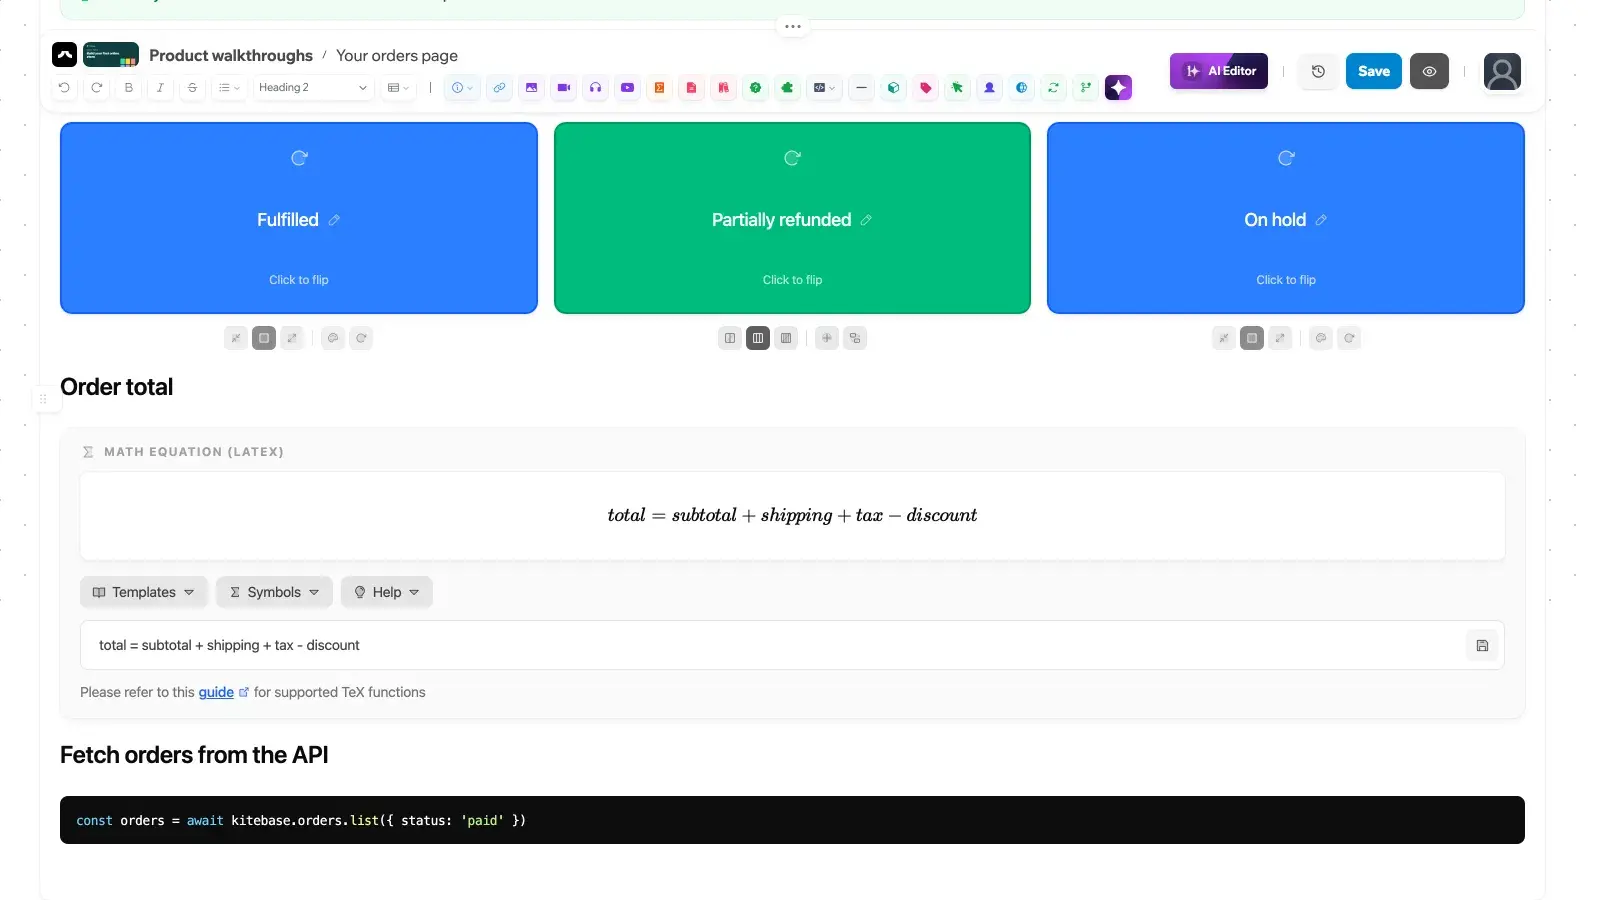 Product walkthroughs / Your orders page
AI Editor
Save
Heading 2
Fulfilled
Click to flip
Partially refunded
Click to flip
On hold
Click to flip
Order total
MATH EQUATION (LATEX)
total = subtotal + shipping + tax − discount
Templates
Symbols
Help
total = subtotal + shipping + tax - discount
Please refer to this guide for supported TeX functions
Fetch orders from the API
const orders = await kitebase.orders.list({ status: 'paid' })